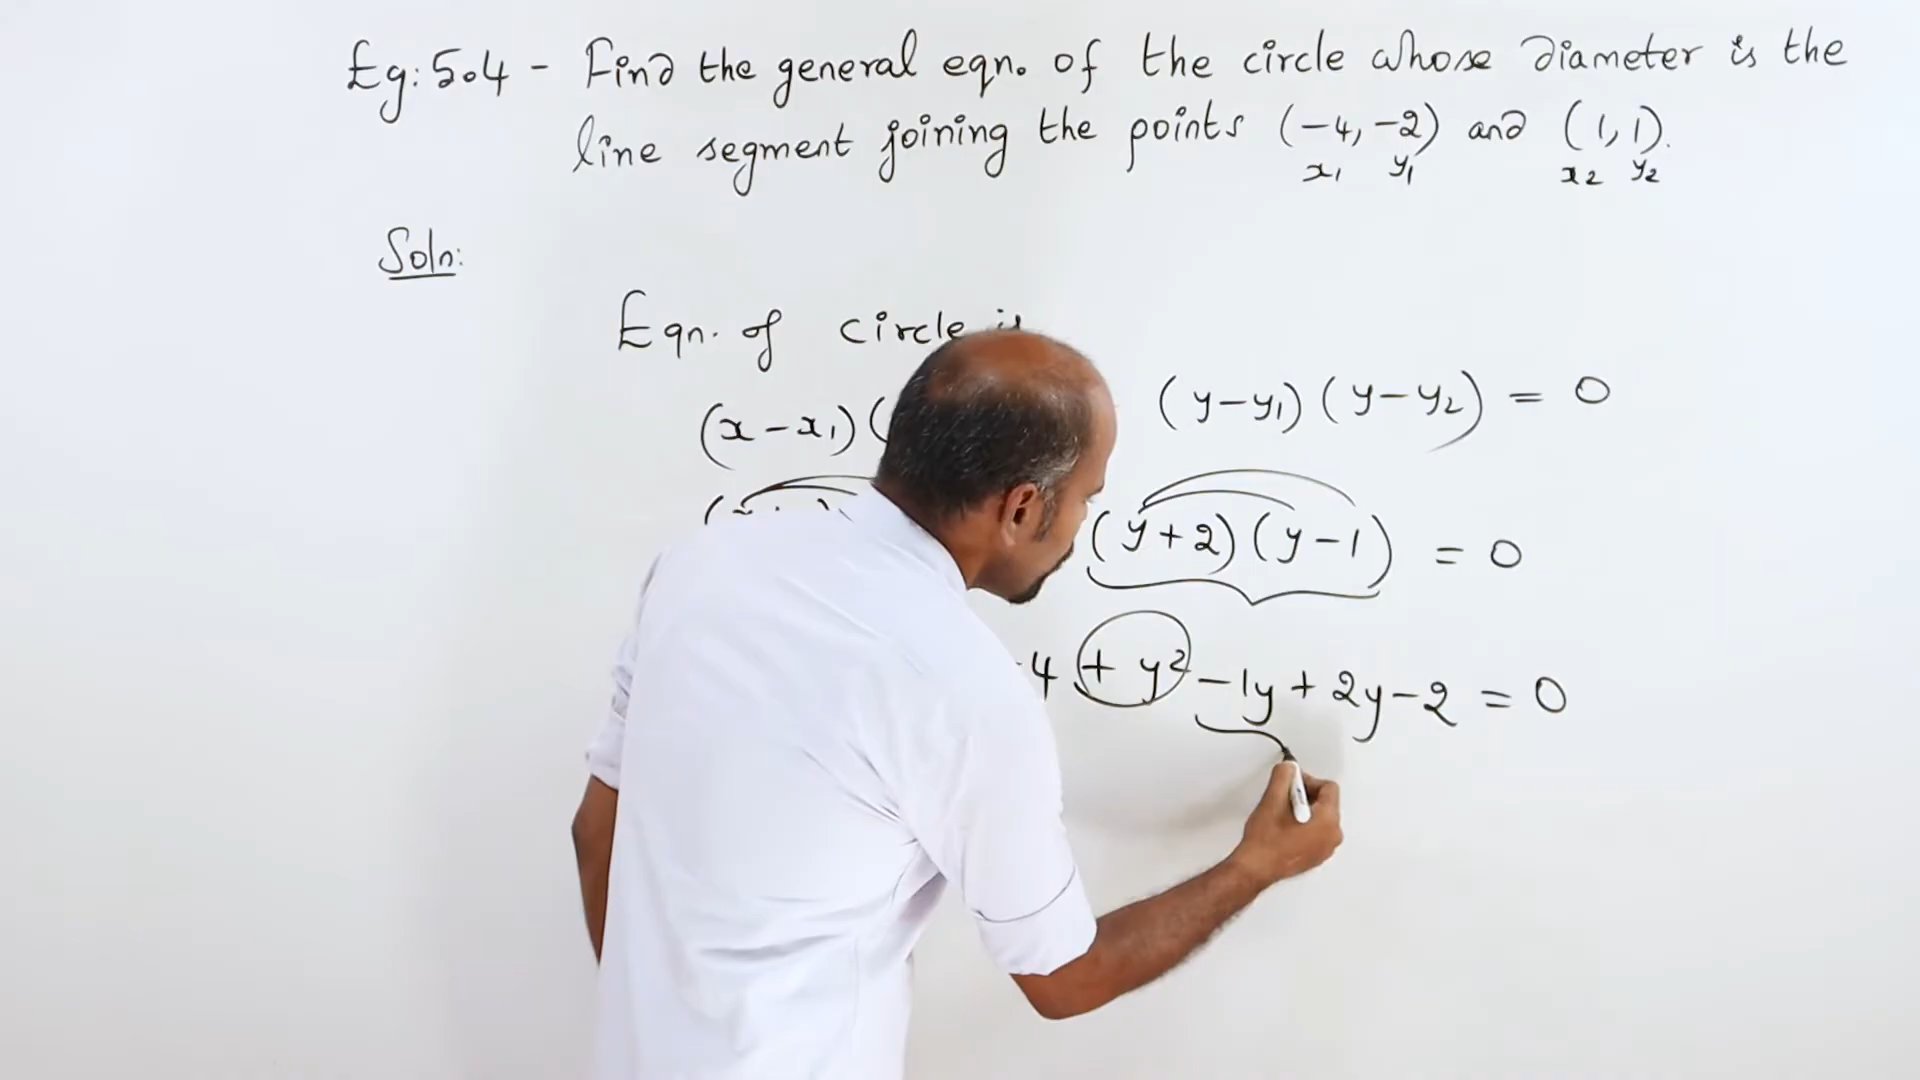 Eg: 5.4 - Find the general eqn. of the circle whose diameter is the
line segment joining the points (-4, -2) and (1, 1).
x₁ y₁ x₂ y₂
Soln:
Eqn. of circle is
(x - x₁)( (y - y₁)(y - y₂) = 0
(y + 2)(y - 1) = 0
4 + y² - 1y + 2y - 2 = 0